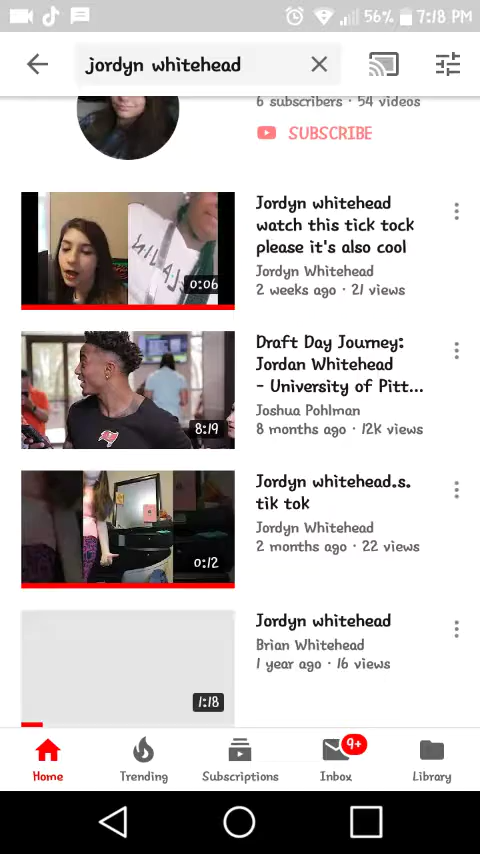 56% 7:18 PM
jordyn whitehead
6 subscribers · 54 videos
SUBSCRIBE
Jordyn whitehead
watch this tick tock
please it's also cool
Jordyn Whitehead
2 weeks ago · 21 views
0:06
Draft Day Journey:
Jordan Whitehead
- University of Pitt...
Joshua Pohlman
8 months ago · 12K views
8:19
Jordyn whitehead.s.
tik tok
Jordyn Whitehead
2 months ago · 22 views
0:12
Jordyn whitehead
Brian Whitehead
1 year ago · 16 views
1:18
9+
Home Trending Subscriptions Inbox Library